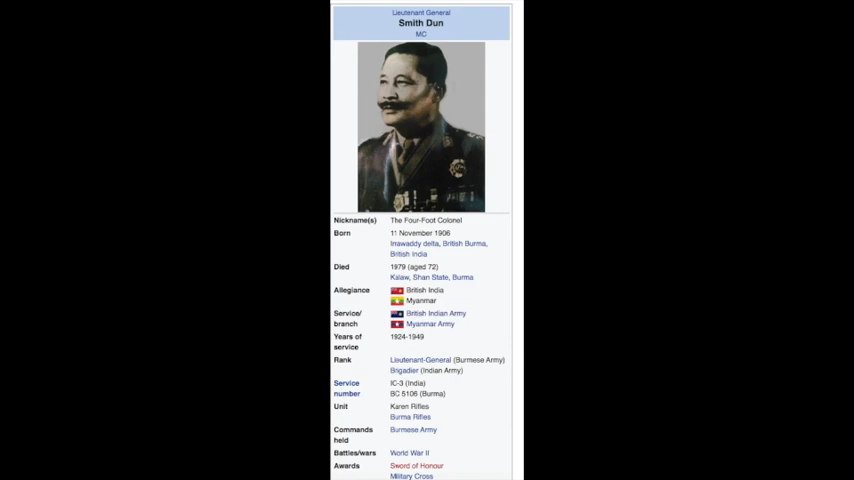 Lieutenant General
Smith Dun
MC
Nickname(s) The Four-Foot Colonel
Born 11 November 1906
Irrawaddy delta, British Burma,
British India
Died 1979 (aged 72)
Kalaw, Shan State, Burma
Allegiance British India
Myanmar
Service/ British Indian Army
branch Myanmar Army
Years of 1924-1949
service
Rank Lieutenant-General (Burmese Army)
Brigadier (Indian Army)
Service IC-3 (India)
number BC 5106 (Burma)
Unit Karen Rifles
Burma Rifles
Commands Burmese Army
held
Battles/wars World War II
Awards Sword of Honour
Military Cross